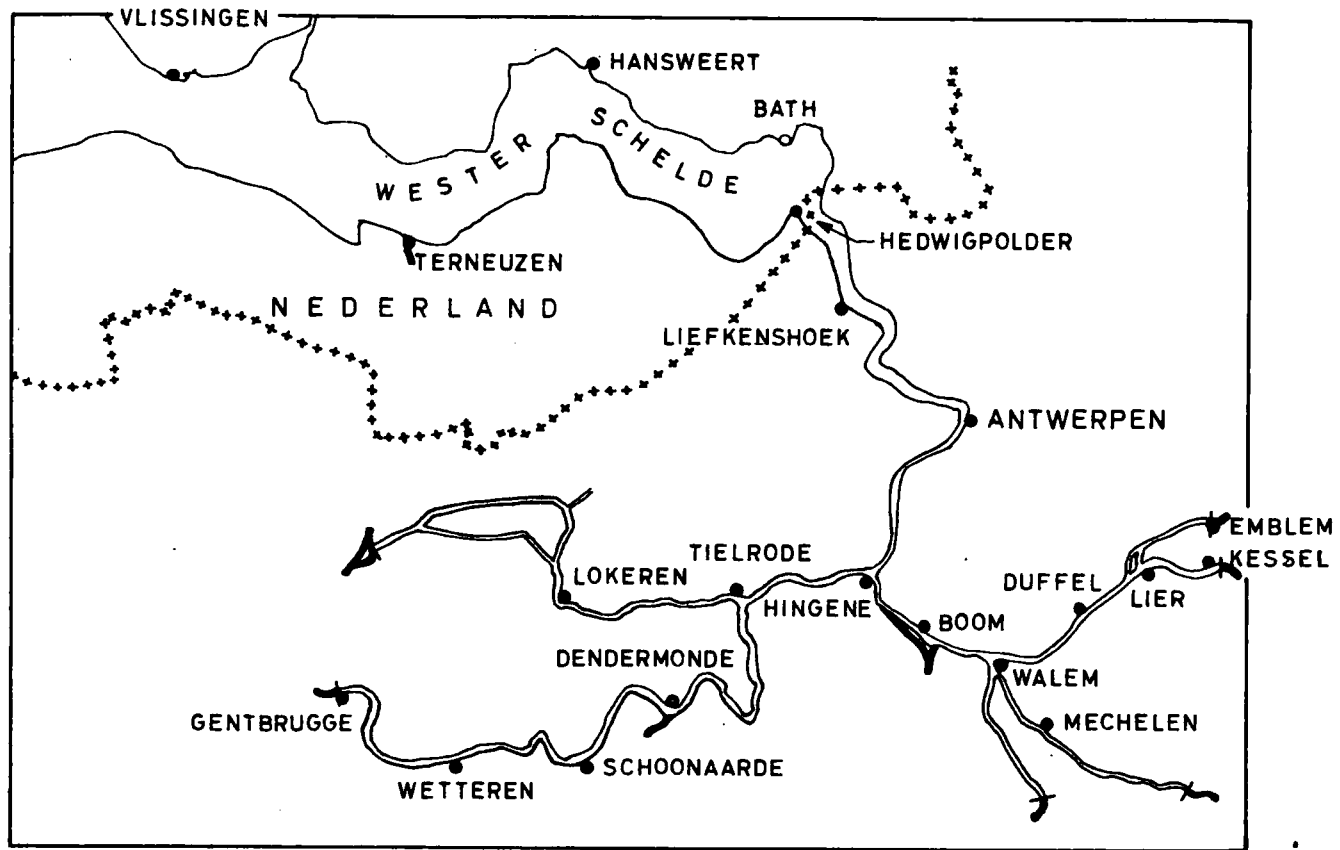 VLISSINGEN
HANSWEERT
BATH
WESTER
SCHELDE
HEDWIGPOLDER
TERNEUZEN
NEDERLAND
LIEFKENSHOEK
ANTWERPEN
EMBLEM
KESSEL
TIELRODE
LOKEREN
HINGENE
DUFFEL
LIER
BOOM
DENDERMONDE
WALEM
GENTBRUGGE
MECHELEN
SCHOONAARDE
WETTEREN